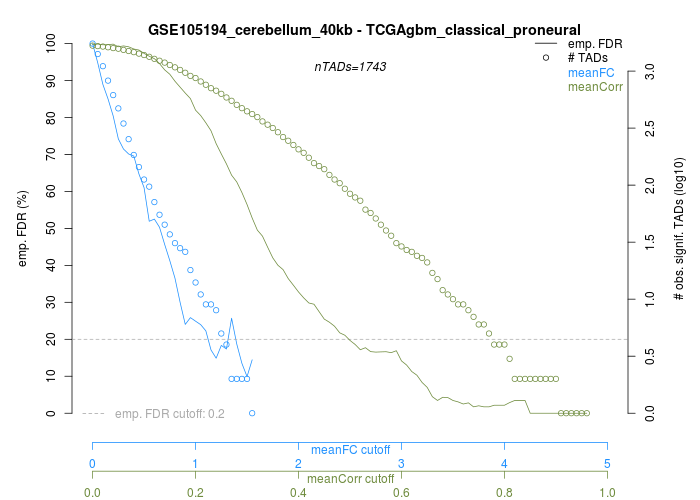 GSE105194_cerebellum_40kb - TCGAgbm_classical_proneural
emp. FDR
# TADs
meanFC
meanCorr
nTADs=1743
emp. FDR (%)
0 10 20 30 40 50 60 70 80 90 100
# obs. signif. TADs (log10)
0.0 0.5 1.0 1.5 2.0 2.5 3.0
emp. FDR cutoff: 0.2
meanFC cutoff
0 1 2 3 4 5
meanCorr cutoff
0.0 0.2 0.4 0.6 0.8 1.0